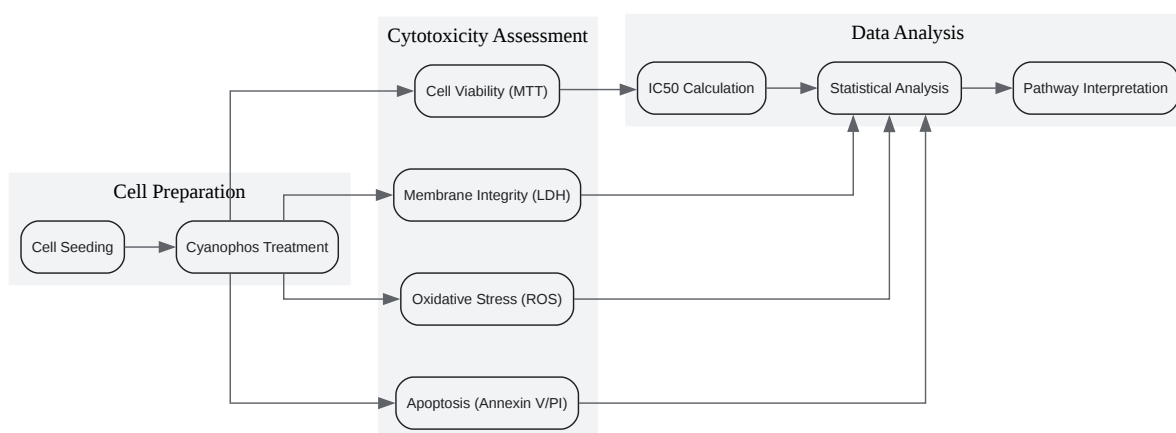 Cytotoxicity Assessment
Data Analysis
Cell Viability (MTT)
IC50 Calculation
Statistical Analysis
Pathway Interpretation
Cell Preparation
Membrane Integrity (LDH)
Cell Seeding
Cyanophos Treatment
Oxidative Stress (ROS)
Apoptosis (Annexin V/PI)